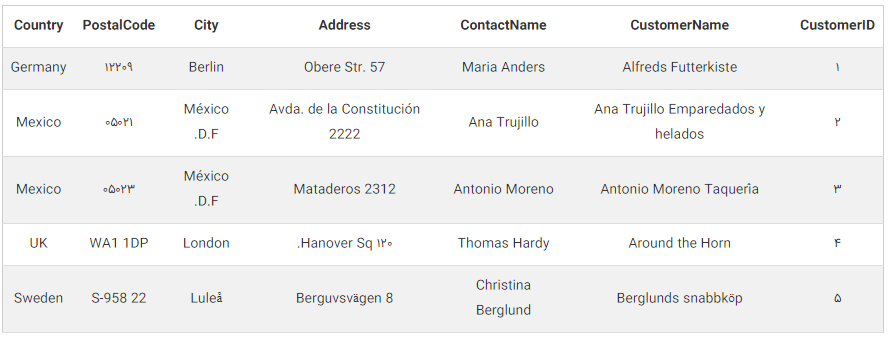 Country PostalCode City Address ContactName CustomerName CustomerID
Germany ۱۲۲۰۹ Berlin Obere Str. 57 Maria Anders Alfreds Futterkiste ۱
Mexico ۰۵۰۲۱ México .D.F Avda. de la Constitución 2222 Ana Trujillo Ana Trujillo Emparedados y helados ۲
Mexico ۰۵۰۲۳ México .D.F Mataderos 2312 Antonio Moreno Antonio Moreno Taquería ۳
UK WA1 1DP London .Hanover Sq ۱۲۰ Thomas Hardy Around the Horn ۴
Sweden S-958 22 Luleå Berguvsvägen 8 Christina Berglund Berglunds snabbköp ۵